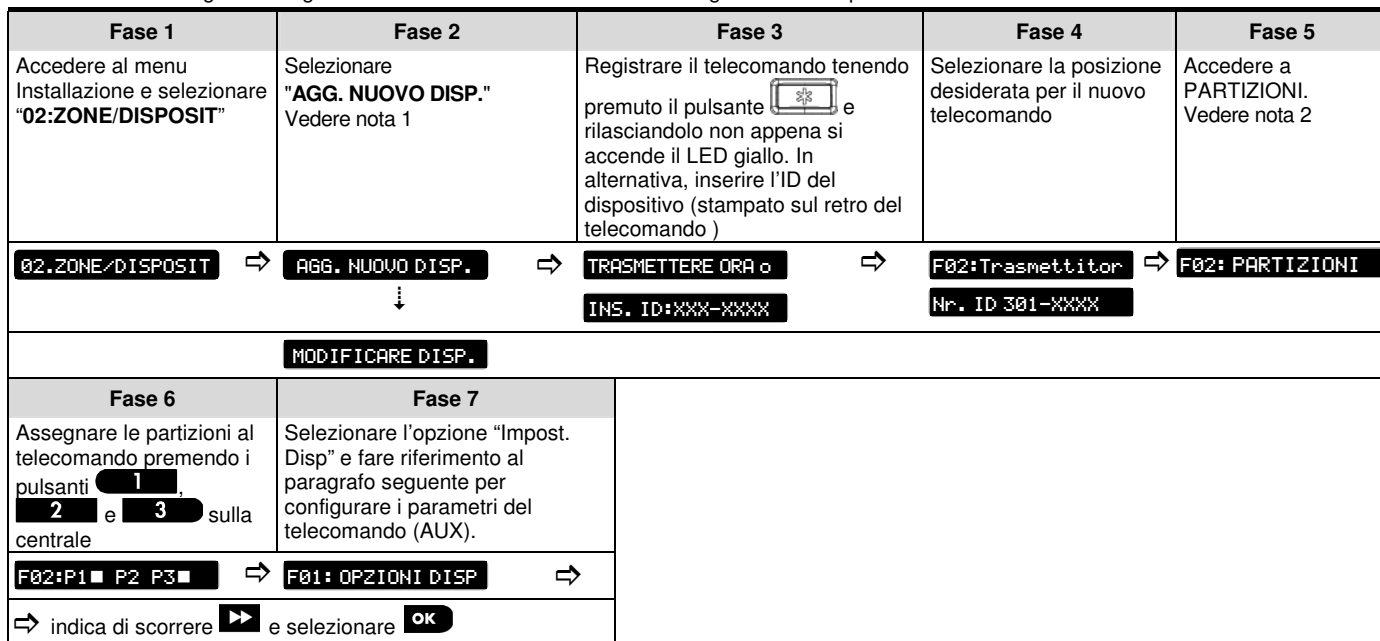 Fase 1
Fase 2
Fase 3
Fase 4
Fase 5
Accedere al menu
Installazione e selezionare
“02:ZONE/DISPOSIT”
Selezionare
"AGG. NUOVO DISP."
Vedere nota 1
Registrare il telecomando tenendo
premuto il pulsante e
rilasciandolo non appena si
accende il LED giallo. In
alternativa, inserire l’ID del
dispositivo (stampato sul retro del
telecomando )
Selezionare la posizione
desiderata per il nuovo
telecomando
Accedere a
PARTIZIONI.
Vedere nota 2
02.ZONE/DISPOSIT ⇨ AGG. NUOVO DISP. ⇨ TRASMETTERE ORA o ⇨ F02:Trasmettitor ⇨ F02: PARTIZIONI
INS. ID:XXX-XXXX
Nr. ID 301-XXXX
MODIFICARE DISP.
Fase 6
Fase 7
Assegnare le partizioni al
telecomando premendo i
pulsanti 1,
2 e 3 sulla
centrale
Selezionare l’opzione “Impost.
Disp” e fare riferimento al
paragrafo seguente per
configurare i parametri del
telecomando (AUX).
F02:P1■ P2 P3■ ⇨ F01: OPZIONI DISP ⇨
⇨ indica di scorrere e selezionare OK